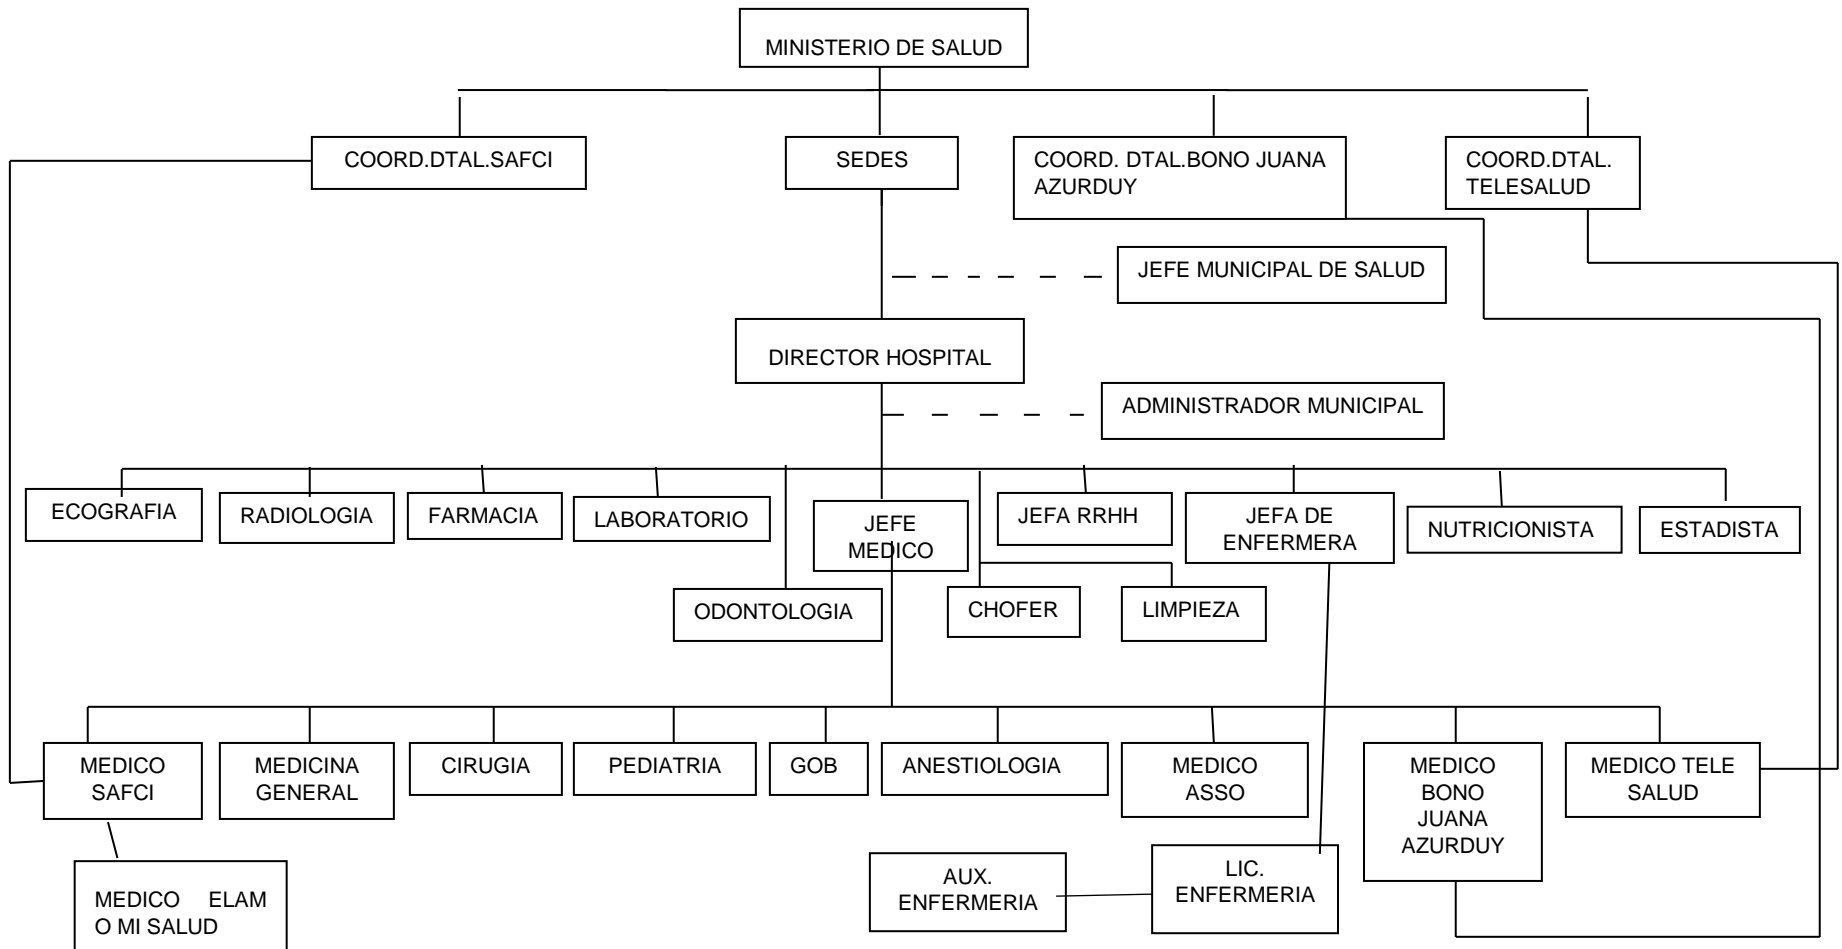 MINISTERIO DE SALUD
COORD.DTAL.SAFCI
SEDES
COORD. DTAL.BONO JUANA
AZURDUY
COORD.DTAL.
TELESALUD
JEFE MUNICIPAL DE SALUD
DIRECTOR HOSPITAL
ADMINISTRADOR MUNICIPAL
ECOGRAFIA
RADIOLOGIA
FARMACIA
LABORATORIO
JEFE
MEDICO
JEFA RRHH
JEFA DE
ENFERMERA
NUTRICIONISTA
ESTADISTA
ODONTOLOGIA
CHOFER
LIMPIEZA
MEDICO
SAFCI
MEDICINA
GENERAL
CIRUGIA
PEDIATRIA
GOB
ANESTIOLOGIA
MEDICO
ASSO
MEDICO
BONO
JUANA
AZURDUY
MEDICO TELE
SALUD
MEDICO ELAM
O MI SALUD
AUX.
ENFERMERIA
LIC.
ENFERMERIA